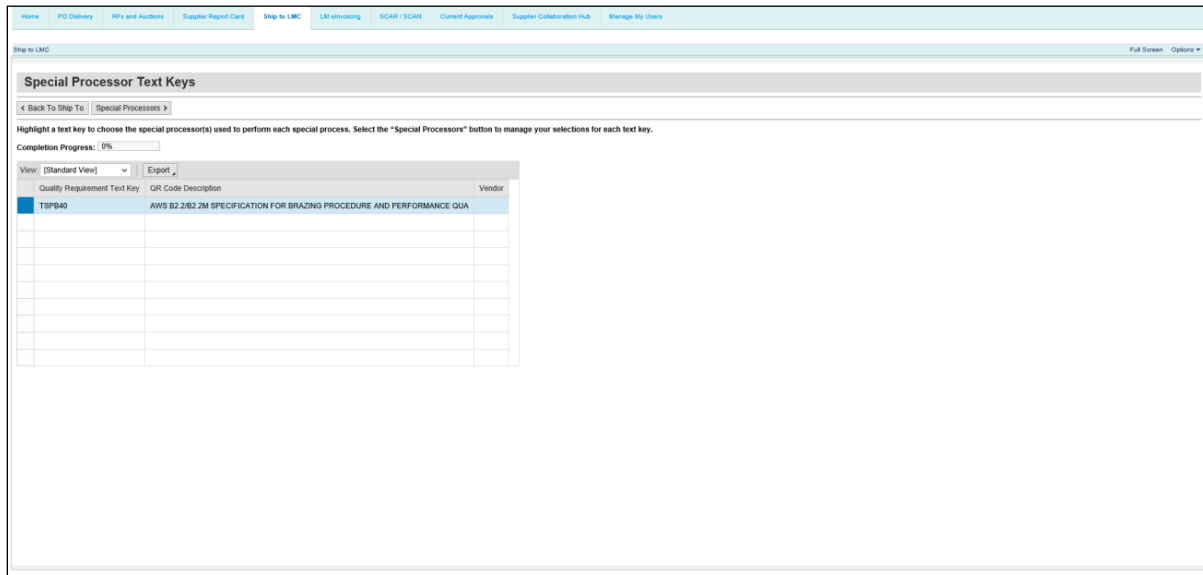 Home PO Delivery RFx and Auctions Supplier Report Card Ship to LMC LM eInvoicing SCAR / SCAN Current Approvals Supplier Collaboration Hub Manage My Users
Ship to LMC Full Screen Options
Special Processor Text Keys
< Back To Ship To Special Processors >
Highlight a text key to choose the special processor(s) used to perform each special process. Select the "Special Processors" button to manage your selections for each text key.
Completion Progress: 0%
View: [Standard View] Export
Quality Requirement Text Key QR Code Description Vendor
TSPB40 AWS B2.2/B2.2M SPECIFICATION FOR BRAZING PROCEDURE AND PERFORMANCE QUA